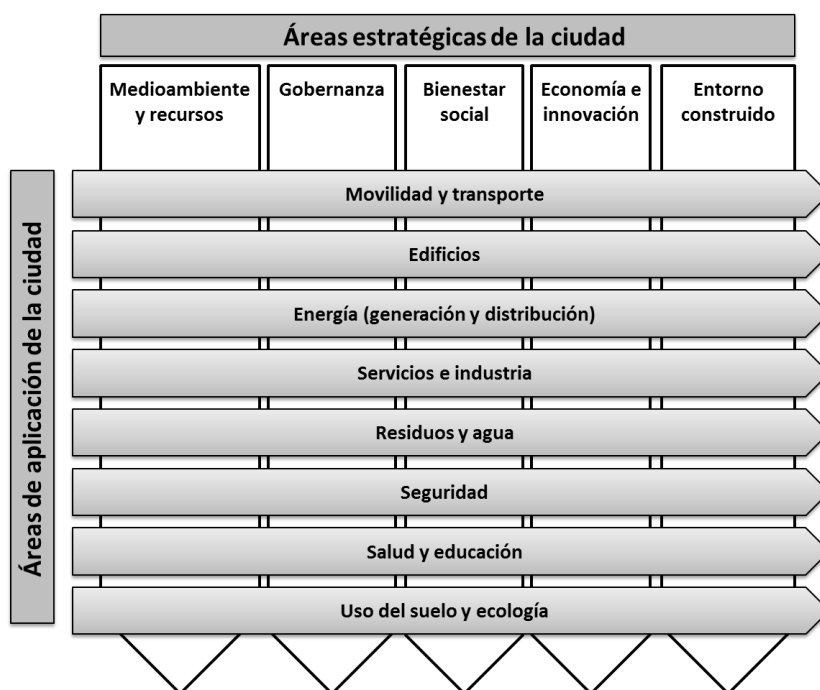 Áreas estratégicas de la ciudad
Medioambiente
y recursos
Gobernanza
Bienestar
social
Economía e
innovación
Entorno
construido
Áreas de aplicación de la ciudad
Movilidad y transporte
Edificios
Energía (generación y distribución)
Servicios e industria
Residuos y agua
Seguridad
Salud y educación
Uso del suelo y ecología